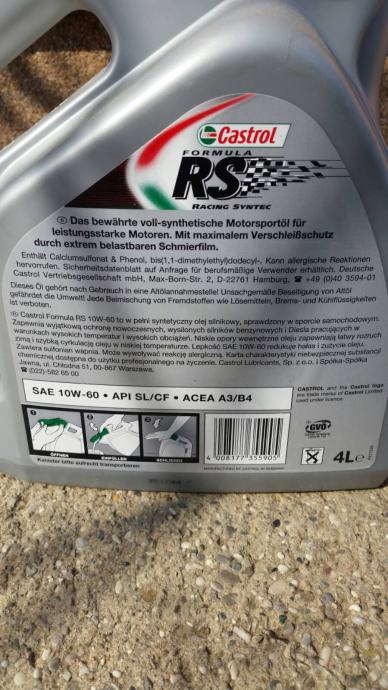 Castrol
FORMULA
RS
RACING SYNTEC
D Das bewährte voll-synthetische Motorsportöl für
leistungsstarke Motoren. Mit maximalem Verschleißschutz
durch extrem belastbaren Schmierfilm.
Enthält Calciumsulfonat & Phenol, bis(1,1-dimethylethyl)dodecyl-. Kann allergische Reaktionen
hervorrufen. Sicherheitsdatenblatt auf Anfrage für berufsmäßige Verwender erhältlich. Deutsche
Castrol Vertriebsgesellschaft mbH, Max-Born-Str. 2, D-22761 Hamburg, ☎ +49 (0)40 3594-01
Dieses Öl gehört nach Gebrauch in eine Altölannahmestelle! Unsachgemäße Beseitigung von Altöl
gefährdet die Umwelt! Jede Beimischung von Fremdstoffen wie Lösemitteln, Brems- und Kühlflüssigkeiten
ist verboten.
Castrol Formula RS 10W-60 to w pełni syntetyczny olej silnikowy, sprawdzony w sporcie samochodowym.
Zapewnia wyjątkową ochronę nowoczesnych, wysilonych silników benzynowych i Diesla pracujących w
warunkach wysokich temperatur i wysokich obciążeń. Niskie opory wewnętrzne oleju zapewniają łatwy rozruch
zimą i szybką cyrkulację oleju w niskiej temperaturze. Lepkość SAE 10W-60 redukuje hałas i zużycie oleju.
Zawiera sulfonian wapnia. Może wywoływać reakcje alergiczną. Karta charakterystyki niebezpiecznej substancji
chemicznej dostępna do użytku profesjonalnego na życzenie. Castrol Lubricants, Sp. z o.o. i Spółka-Spółka
Jawna, ul. Chłodna 51, 00-867 Warszawa.
☎ (022)-582 65 00
SAE 10W-60 • API SL/CF • ACEA A3/B4
CASTROL and the Castrol logo
are trade marks of Castrol Limited
used under licence.
1
2
3
ÖFFNEN
EINFÜLLEN
SCHLIESSEN
Kanister bitte aufrecht transportieren
4 008177 355905
MANUFACTURED BY CASTROL IN GERMANY
GVÖ
4L e